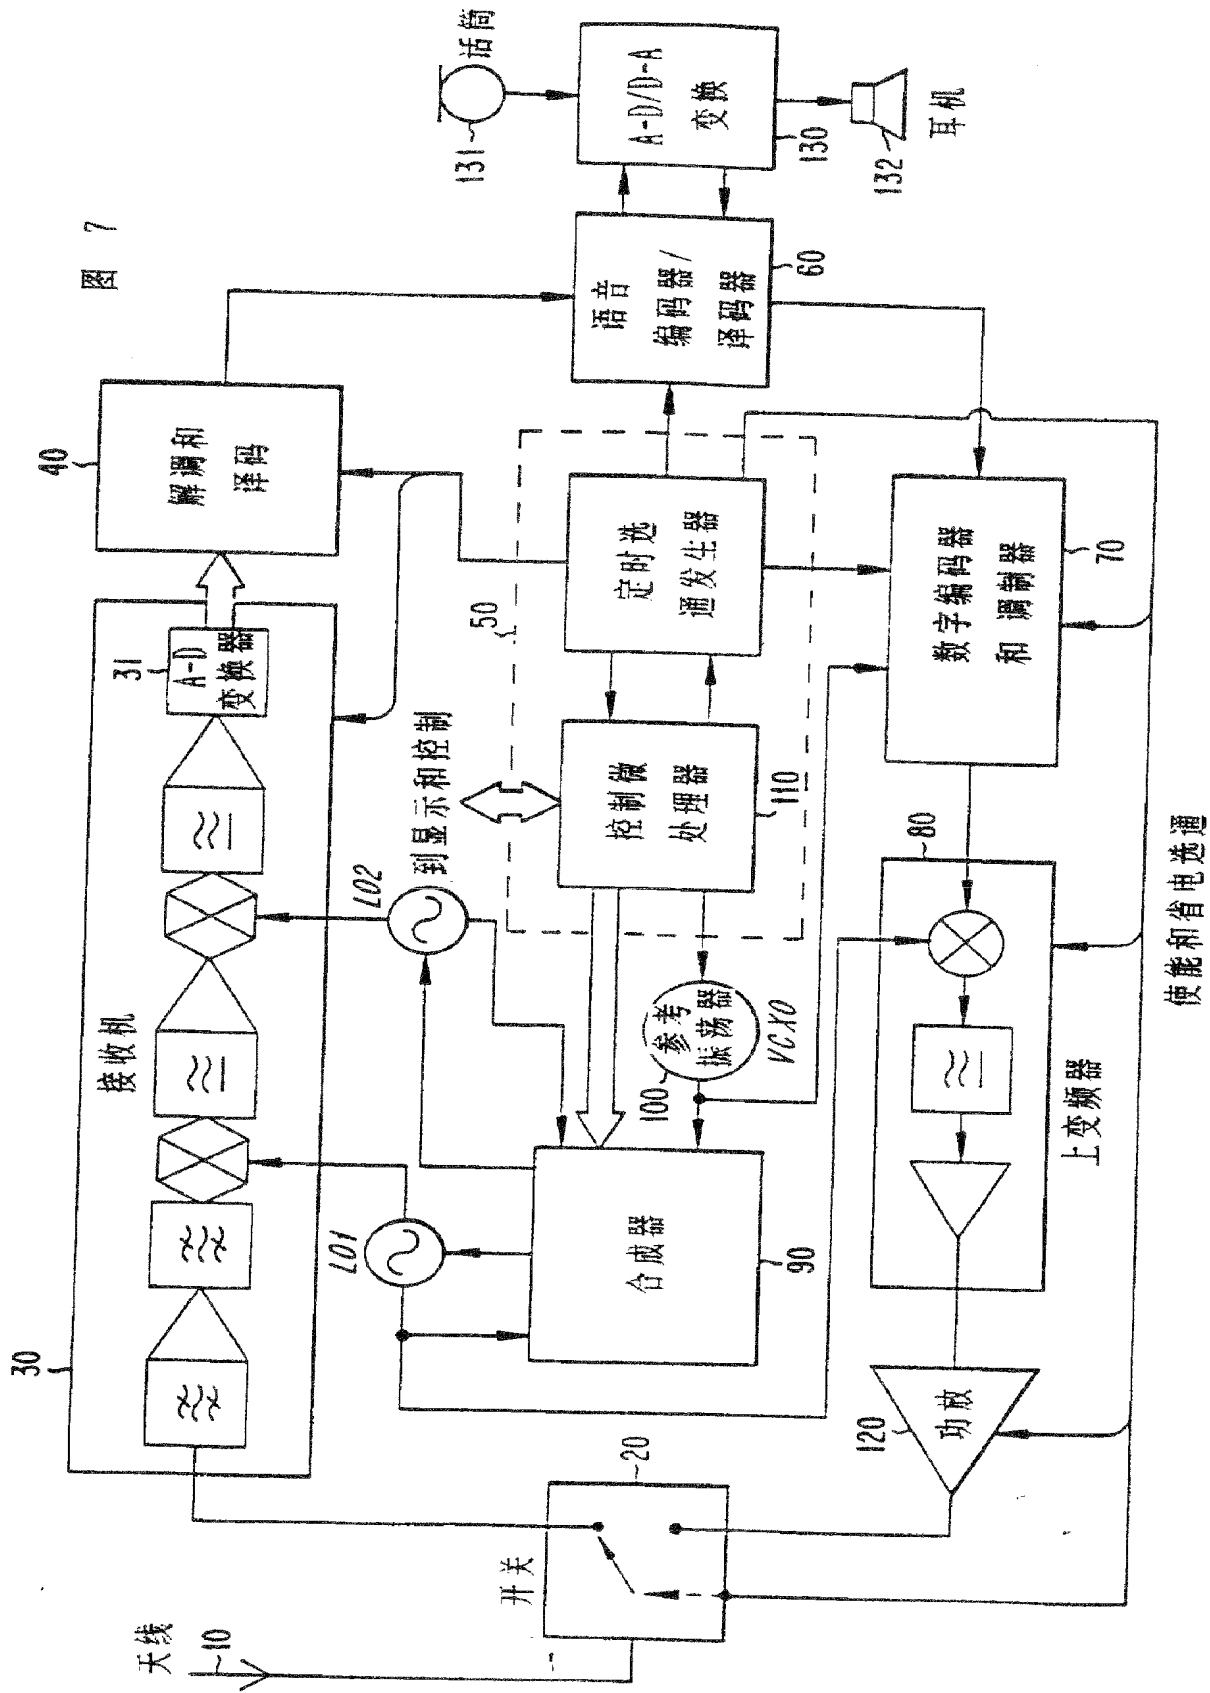 图 7
天线
10
开关
20
30
接收机
31
A-D
变换器
40
解调和
译码
LO1
LO2
到显示和控制
50
定时选
通发生器
控制微
处理器
110
100
参考
振荡器
VCXO
合成器
90
语音
编码器/
译码器
60
131
话筒
A-D/D-A
变换
130
132
耳机
数字编码器
和 调制器
70
80
上变频器
120
功放
使能和省电选通